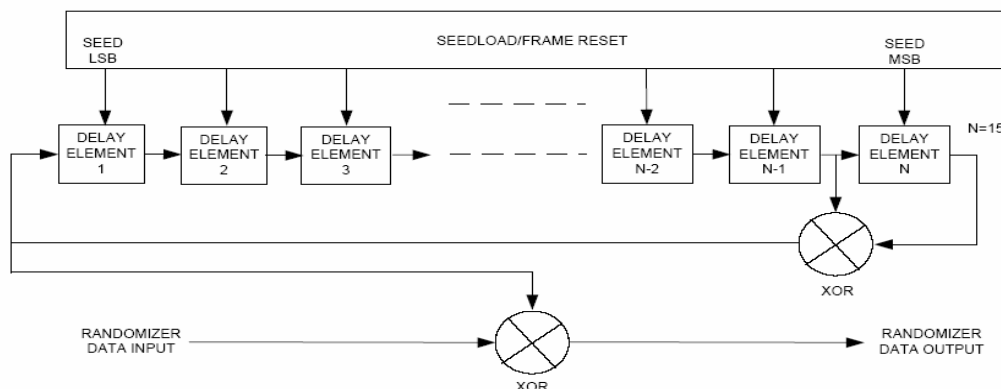 SEED
LSB
SEEDLOAD/FRAME RESET
SEED
MSB
DELAY
ELEMENT
1
DELAY
ELEMENT
2
DELAY
ELEMENT
3
DELAY
ELEMENT
N-2
DELAY
ELEMENT
N-1
DELAY
ELEMENT
N
N=15
XOR
RANDOMIZER
DATA INPUT
RANDOMIZER
DATA OUTPUT
XOR